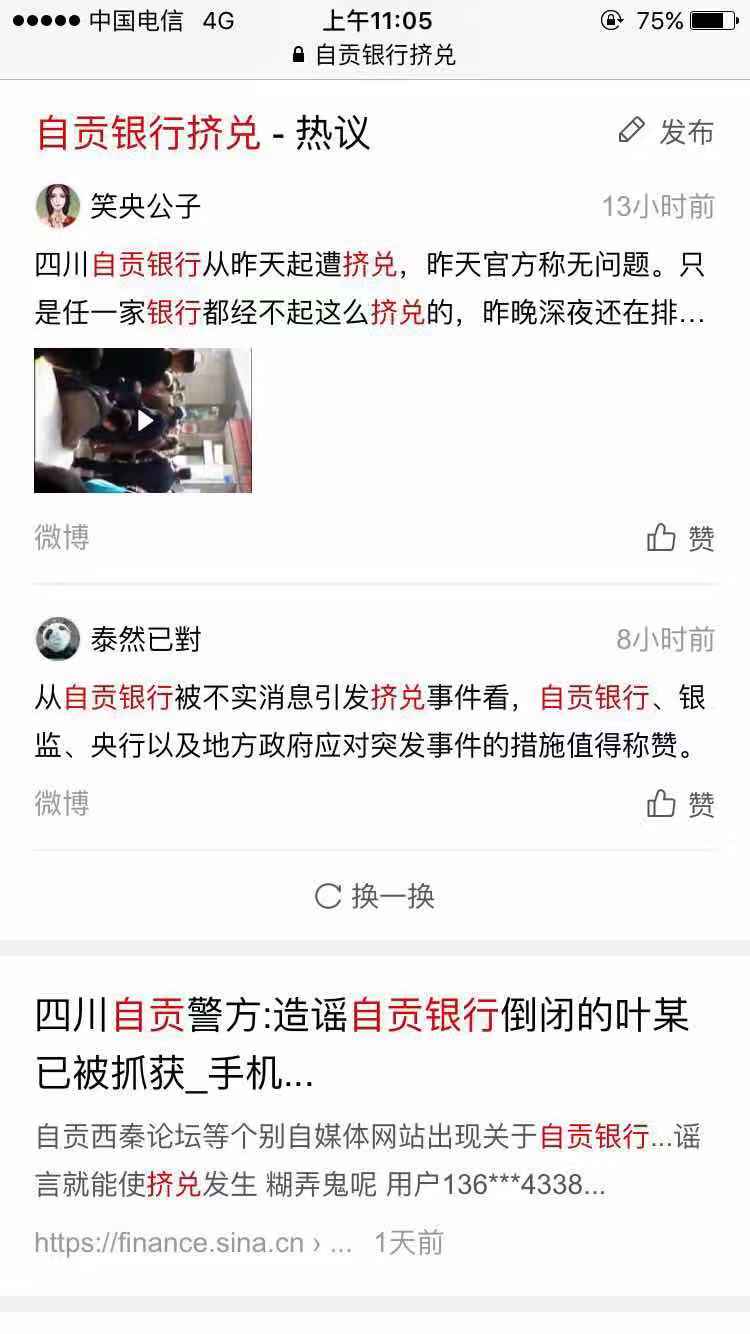 中国电信 4G 上午11:05 75%
自贡银行挤兑
自贡银行挤兑 - 热议 发布
笑央公子 13小时前
四川自贡银行从昨天起遭挤兑，昨天官方称无问题。只
是任一家银行都经不起这么挤兑的，昨晚深夜还在排...
微博 赞
泰然已對 8小时前
从自贡银行被不实消息引发挤兑事件看，自贡银行、银
监、央行以及地方政府应对突发事件的措施值得称赞。
微博 赞
换一换
四川自贡警方:造谣自贡银行倒闭的叶某
已被抓获_手机...
自贡西秦论坛等个别自媒体网站出现关于自贡银行...谣
言就能使挤兑发生 糊弄鬼呢 用户136***4338...
https://finance.sina.cn › ... 1天前